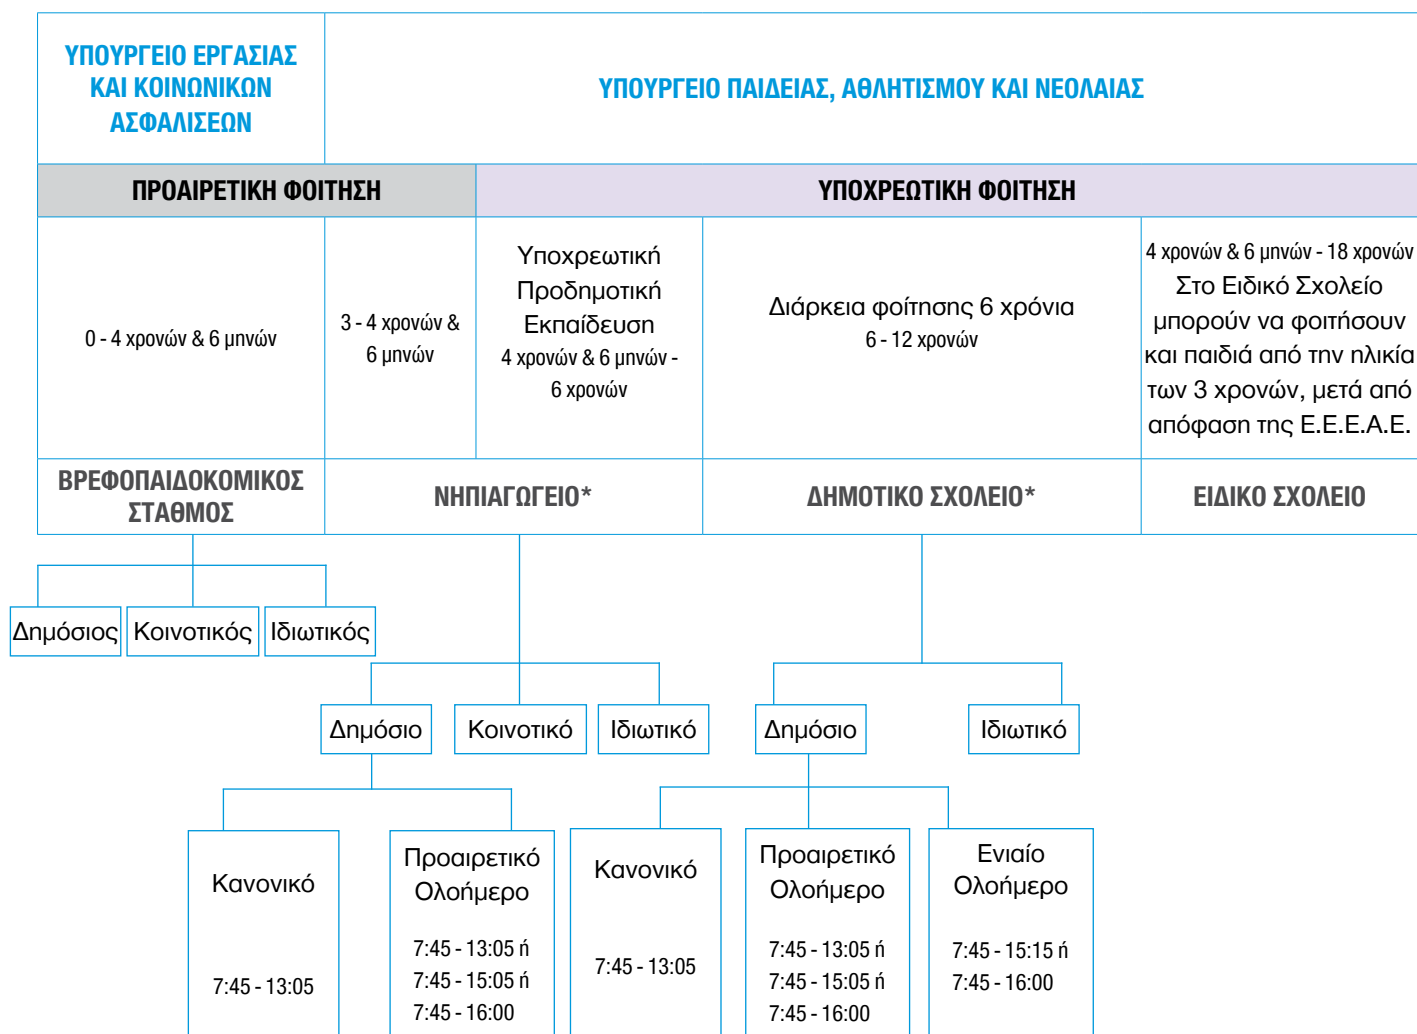 ΥΠΟΥΡΓΕΙΟ ΕΡΓΑΣΙΑΣ
ΚΑΙ ΚΟΙΝΩΝΙΚΩΝ
ΑΣΦΑΛΙΣΕΩΝ
ΥΠΟΥΡΓΕΙΟ ΠΑΙΔΕΙΑΣ, ΑΘΛΗΤΙΣΜΟΥ ΚΑΙ ΝΕΟΛΑΙΑΣ
ΠΡΟΑΙΡΕΤΙΚΗ ΦΟΙΤΗΣΗ
ΥΠΟΧΡΕΩΤΙΚΗ ΦΟΙΤΗΣΗ
0 - 4 χρονών & 6 μηνών
3 - 4 χρονών &
6 μηνών
Υποχρεωτική
Προδημοτική
Εκπαίδευση
4 χρονών & 6 μηνών -
6 χρονών
Διάρκεια φοίτησης 6 χρόνια
6 - 12 χρονών
4 χρονών & 6 μηνών - 18 χρονών
Στο Ειδικό Σχολείο
μπορούν να φοιτήσουν
και παιδιά από την ηλικία
των 3 χρονών, μετά από
απόφαση της Ε.Ε.Ε.Α.Ε.
ΒΡΕΦΟΠΑΙΔΟΚΟΜΙΚΟΣ
ΣΤΑΘΜΟΣ
ΝΗΠΙΑΓΩΓΕΙΟ*
ΔΗΜΟΤΙΚΟ ΣΧΟΛΕΙΟ*
ΕΙΔΙΚΟ ΣΧΟΛΕΙΟ
Δημόσιος
Κοινοτικός
Ιδιωτικός
Δημόσιο
Κοινοτικό
Ιδιωτικό
Δημόσιο
Ιδιωτικό
Κανονικό
7:45 - 13:05
Προαιρετικό
Ολοήμερο
7:45 - 13:05 ή
7:45 - 15:05 ή
7:45 - 16:00
Κανονικό
7:45 - 13:05
Προαιρετικό
Ολοήμερο
7:45 - 13:05 ή
7:45 - 15:05 ή
7:45 - 16:00
Ενιαίο
Ολοήμερο
7:45 - 15:15 ή
7:45 - 16:00